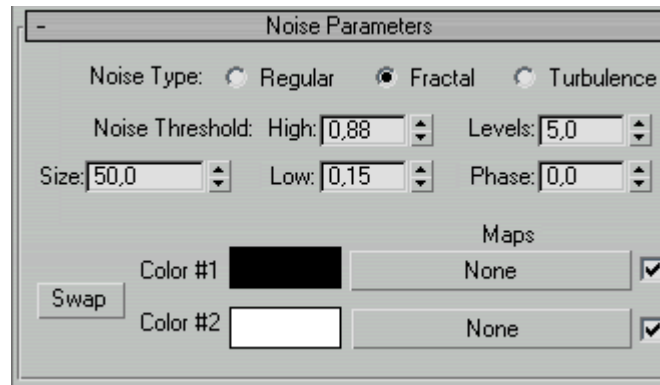 - Noise Parameters
Noise Type: Regular Fractal Turbulence
Noise Threshold: High: 0,88 Levels: 5,0
Size: 50,0 Low: 0,15 Phase: 0,0
Maps
Color #1 None
Swap
Color #2 None